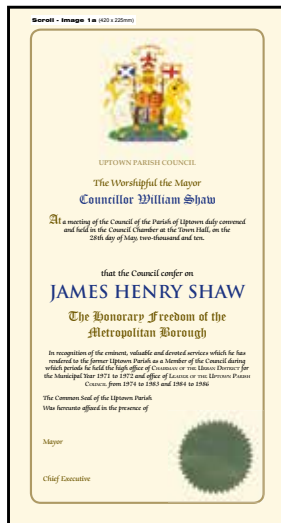 Scroll - Image 1a (420 x 225mm)
UPTOWN PARISH COUNCIL
The Worshipful the Mayor
Councillor William Shaw
At a meeting of the Council of the Parish of Uptown duly convened
and held in the Council Chamber at the Town Hall, on the
28th day of May, two-thousand and ten.
that the Council confer on
JAMES HENRY SHAW
The Honorary Freedom of the
Metropolitan Borough
In recognition of the eminent, valuable and devoted services which he has
rendered to the former Uptown Parish as a Member of the Council during
which periods he held the high office of CHAIRMAN OF THE URBAN DISTRICT for
the Municipal Year 1971 to 1972 and office of LEADER OF THE UPTOWN PARISH
COUNCIL from 1974 to 1983 and 1984 to 1986
The Common Seal of the Uptown Parish
Was hereunto affixed in the presence of
Mayor
Chief Executive